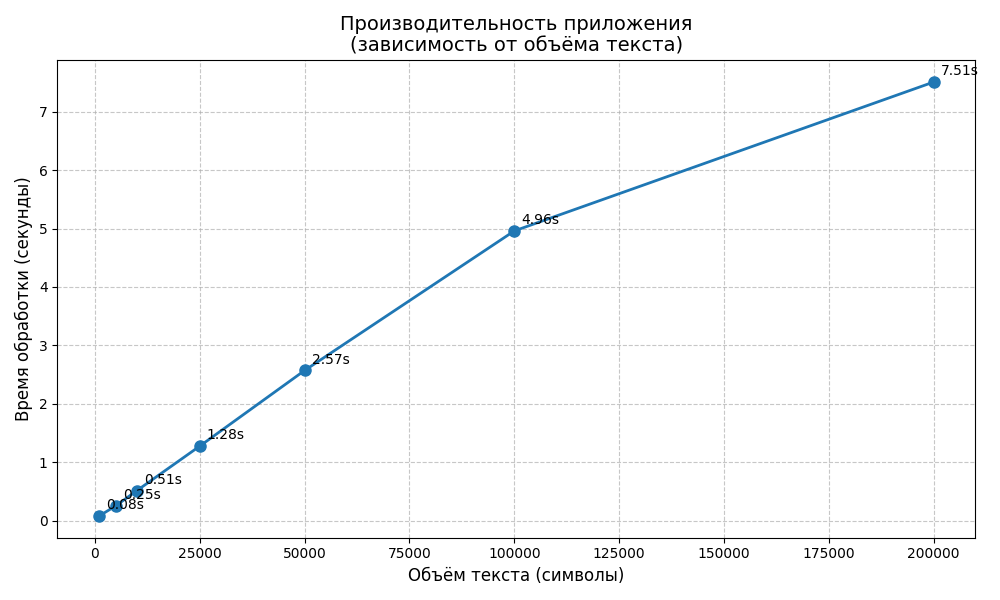 Производительность приложения
(зависимость от объёма текста)
Время обработки (секунды)
7
6
5
4
3
2
1
0
0.08s
0.25s
0.51s
1.28s
2.57s
4.96s
7.51s
0
25000
50000
75000
100000
125000
150000
175000
200000
Объём текста (символы)